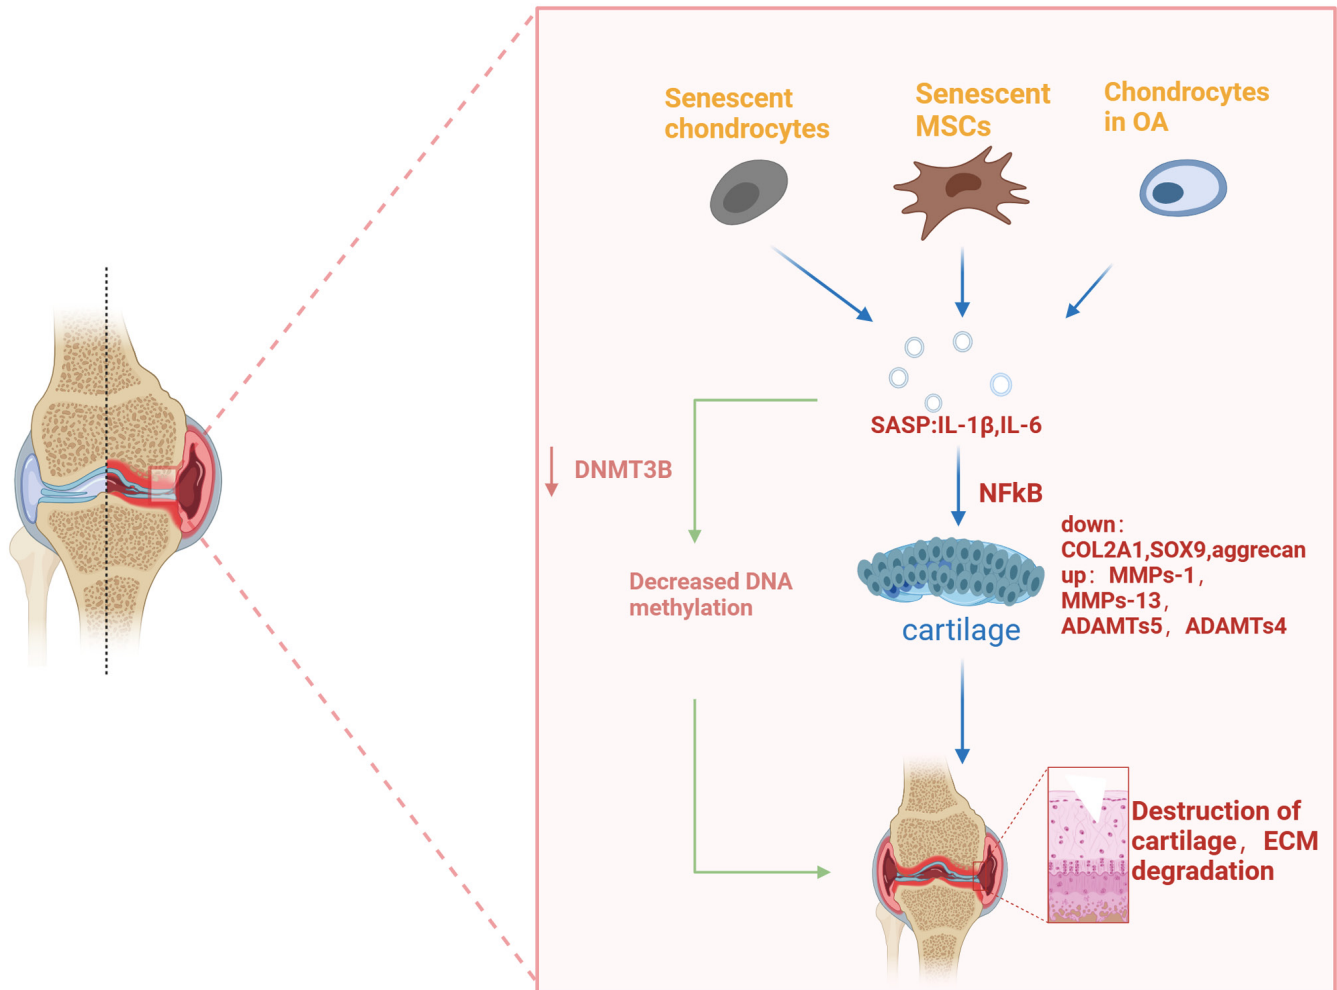 Senescent
chondrocytes
Senescent
MSCs
Chondrocytes
in OA
SASP:IL-1β,IL-6
DNMT3B
NFkB
down：
COL2A1,SOX9,aggrecan
up：MMPs-1，
MMPs-13，
ADAMTs5，ADAMTs4
Decreased DNA
methylation
cartilage
Destruction of
cartilage，ECM
degradation